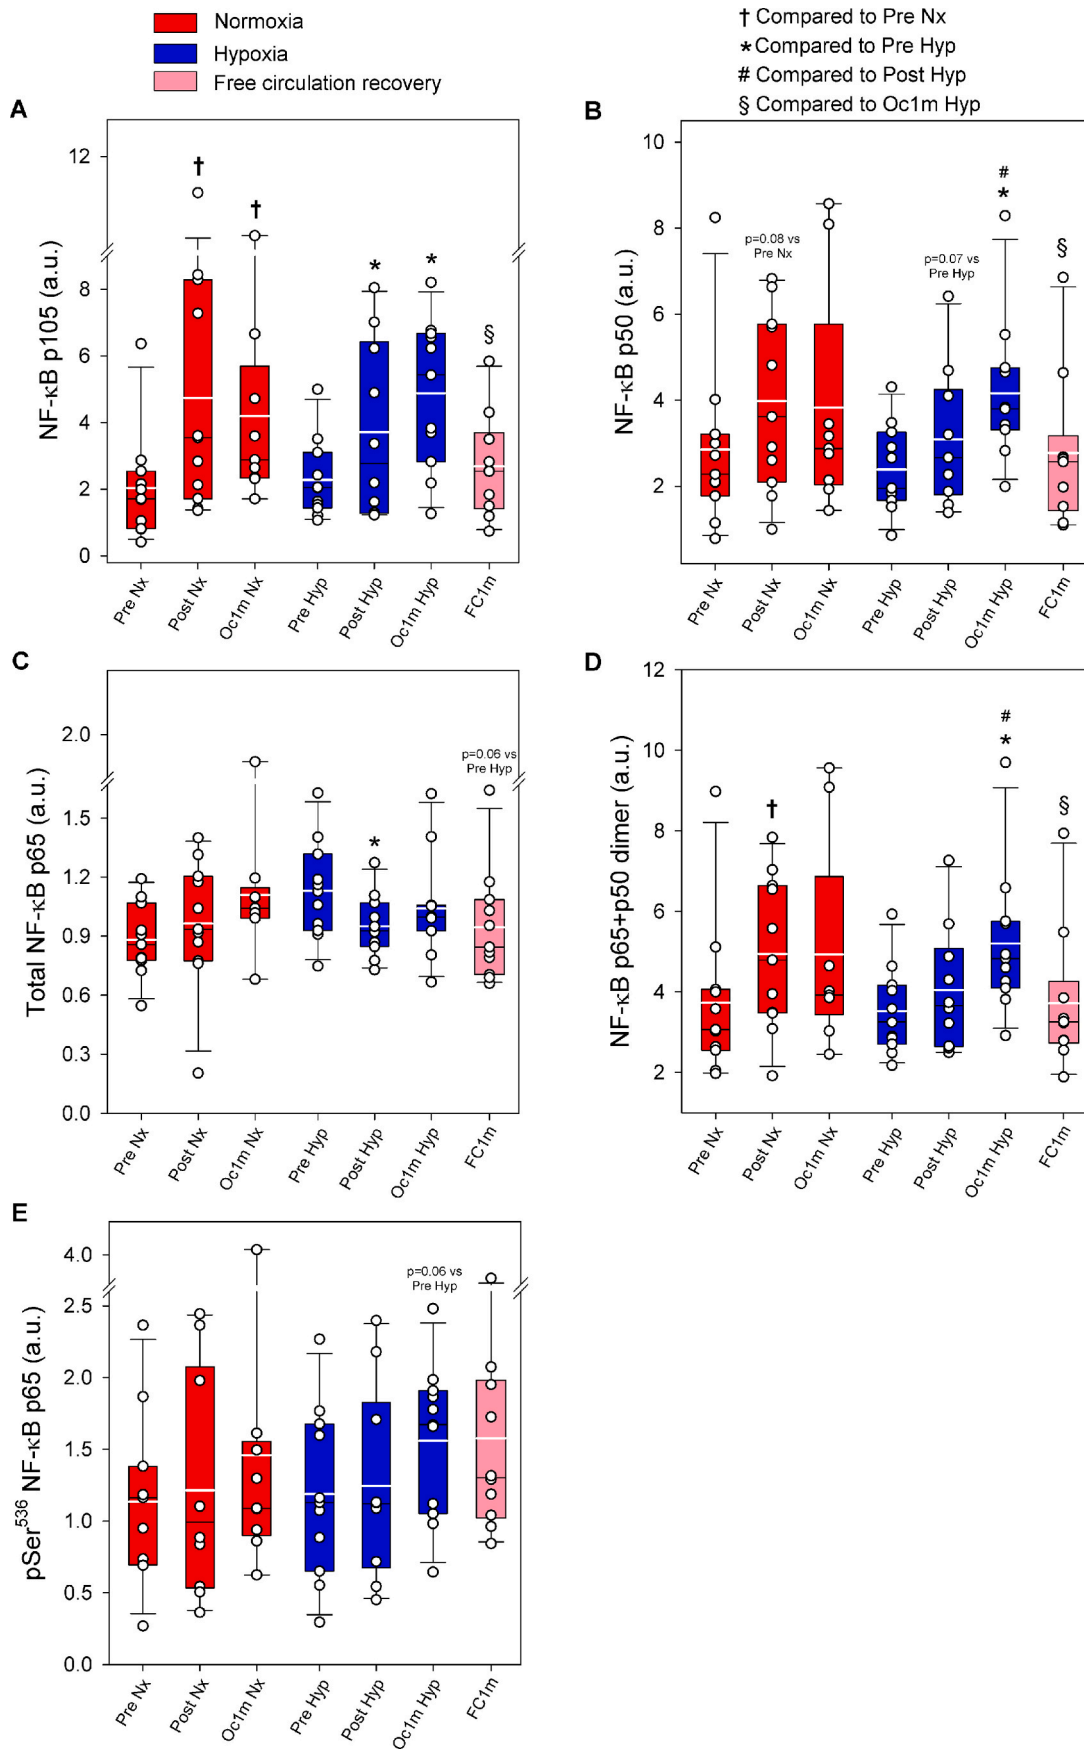 Normoxia
Hypoxia
Free circulation recovery
† Compared to Pre Nx
* Compared to Pre Hyp
# Compared to Post Hyp
§ Compared to Oc1m Hyp
A
NF-κB p105 (a.u.)
12
8
6
4
2
0
†
†
*
*
§
Pre Nx
Post Nx
Oc1m Nx
Pre Hyp
Post Hyp
Oc1m Hyp
FC1m
B
NF-κB p50 (a.u.)
10
8
6
4
2
p=0.08 vs
Pre Nx
p=0.07 vs
Pre Hyp
#
*
§
Pre Nx
Post Nx
Oc1m Nx
Pre Hyp
Post Hyp
Oc1m Hyp
FC1m
C
Total NF-κB p65 (a.u.)
2.0
1.5
1.2
0.9
0.6
0.3
0.0
*
p=0.06 vs
Pre Hyp
Pre Nx
Post Nx
Oc1m Nx
Pre Hyp
Post Hyp
Oc1m Hyp
FC1m
D
NF-κB p65+p50 dimer (a.u.)
12
10
8
6
4
2
†
#
*
§
Pre Nx
Post Nx
Oc1m Nx
Pre Hyp
Post Hyp
Oc1m Hyp
FC1m
E
pSer⁵³⁶ NF-κB p65 (a.u.)
4.0
2.5
2.0
1.5
1.0
0.5
0.0
p=0.06 vs
Pre Hyp
Pre Nx
Post Nx
Oc1m Nx
Pre Hyp
Post Hyp
Oc1m Hyp
FC1m